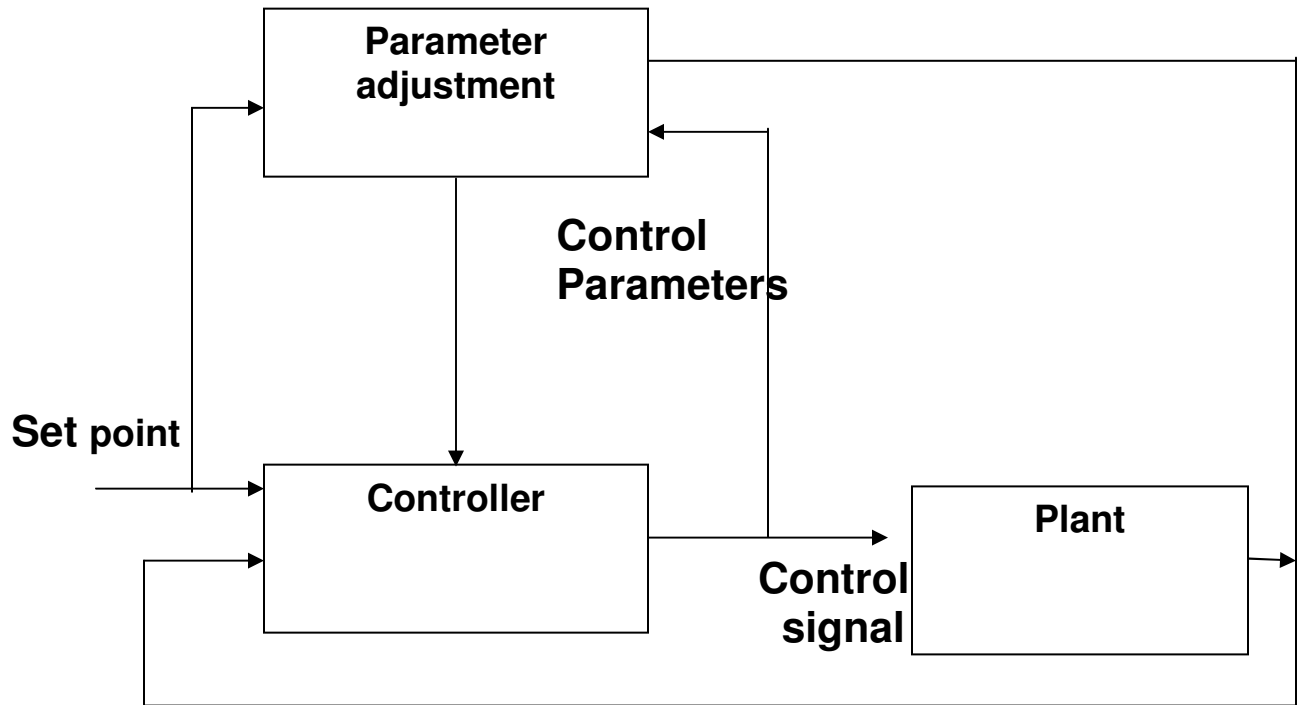 Parameter
adjustment
Control
Parameters
Set point
Controller
Plant
Control
signal